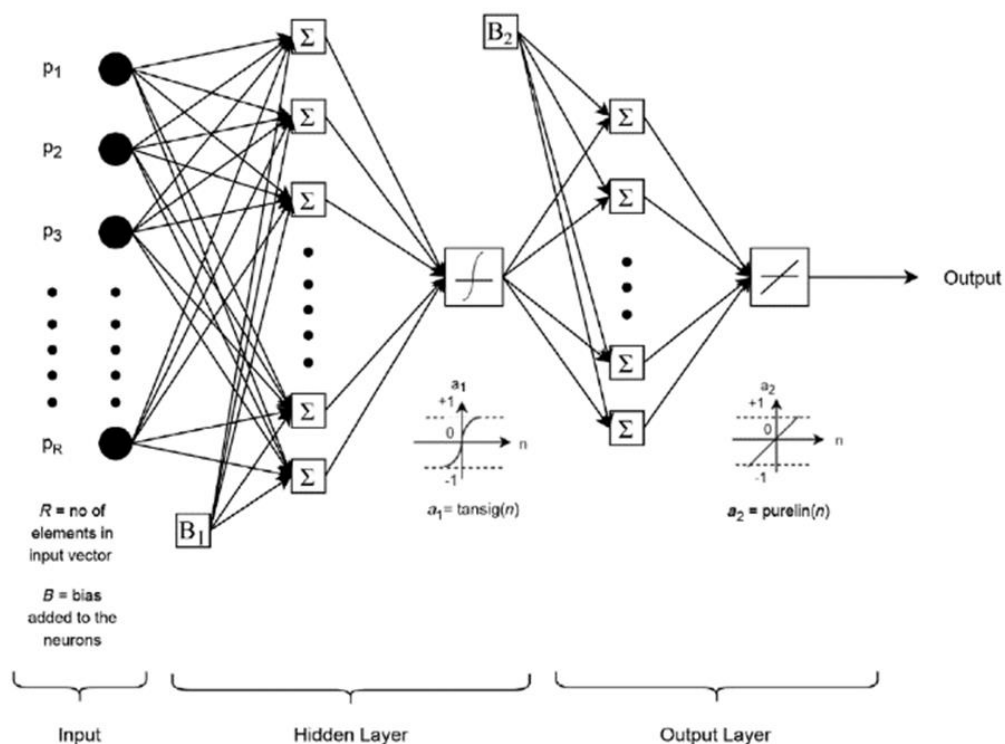 p1
p2
p3
pR
R = no of
elements in
input vector
B = bias
added to the
neurons
Σ
Σ
Σ
Σ
Σ
B1
B2
Σ
Σ
Σ
Σ
Output
a1
+1
0
n
-1
a1= tansig(n)
a2
+1
0
n
-1
a2 = purelin(n)
Input
Hidden Layer
Output Layer